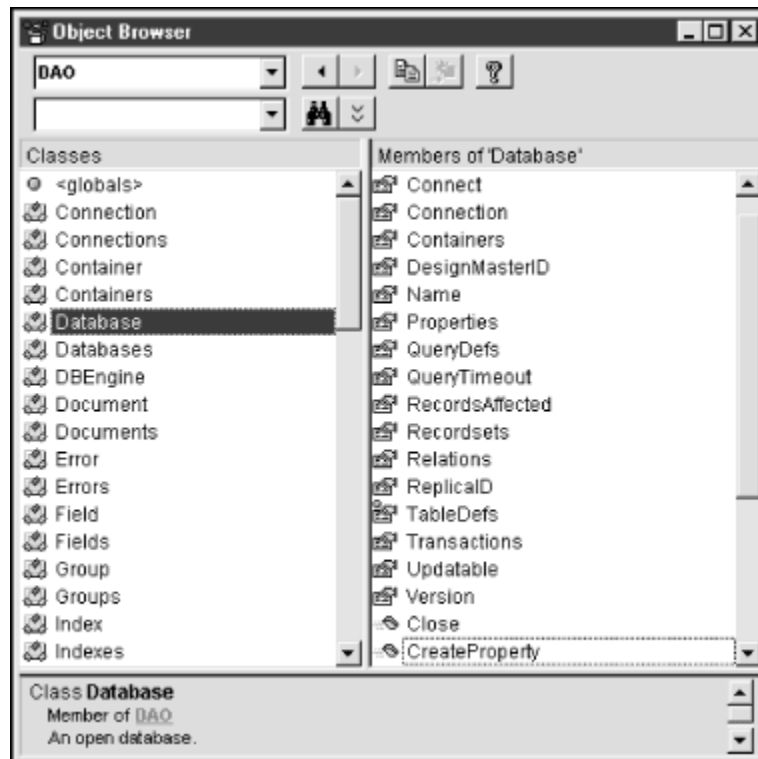 Object Browser
DAO
Classes
<globals>
Connection
Connections
Container
Containers
Database
Databases
DBEngine
Document
Documents
Error
Errors
Field
Fields
Group
Groups
Index
Indexes
Members of 'Database'
Connect
Connection
Containers
DesignMasterID
Name
Properties
QueryDefs
QueryTimeout
RecordsAffected
Recordsets
Relations
ReplicaID
TableDefs
Transactions
Updatable
Version
Close
CreateProperty
Class Database
Member of DAO
An open database.